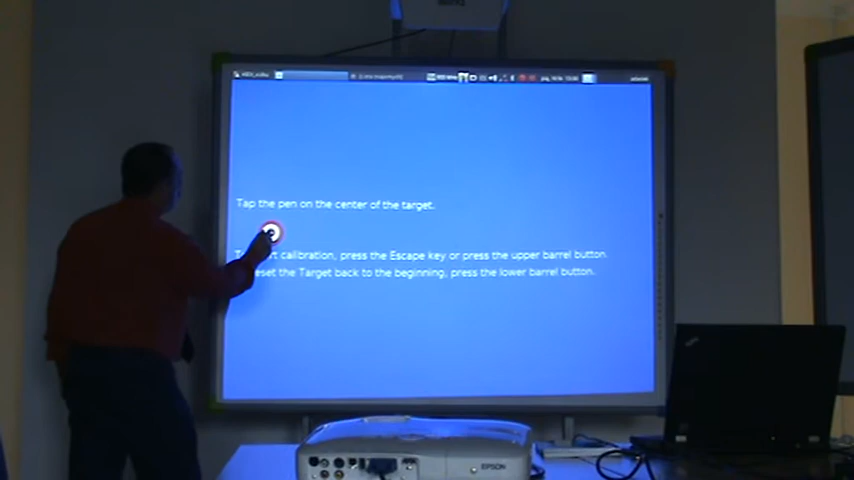 Tap the pen on the center of the target.
calibration, press the Escape key or press the upper barrel button.
eset the Target back to the beginning, press the lower barrel button.
EPSON